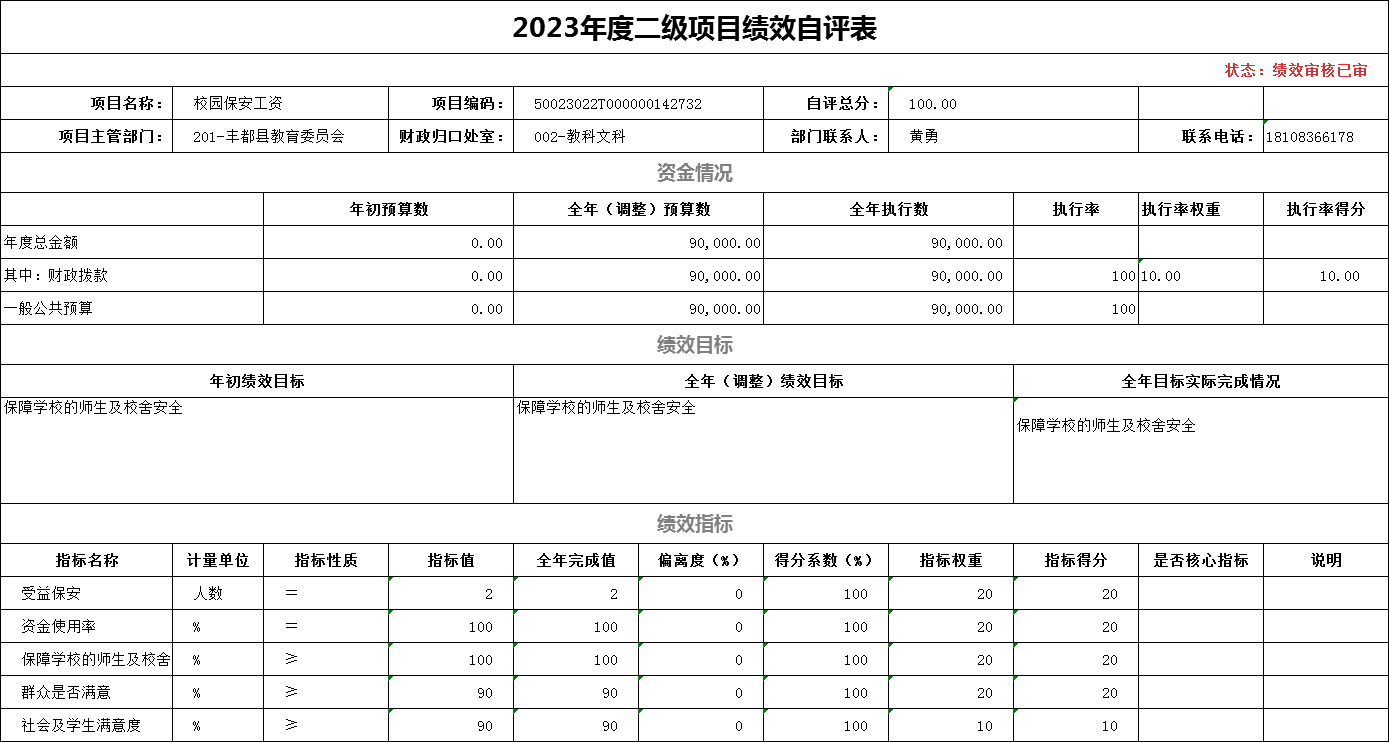 2023年度二级项目绩效自评表
状态：绩效审核已审
项目名称： 校园保安工资 项目编码： 50023022T000000142732 自评总分： 100.00
项目主管部门： 201-丰都县教育委员会 财政归口处室： 002-教科文科 部门联系人： 黄勇 联系电话： 18108366178
资金情况
年初预算数 全年（调整）预算数 全年执行数 执行率 执行率权重 执行率得分
年度总金额 0.00 90,000.00 90,000.00
其中：财政拨款 0.00 90,000.00 90,000.00 100 10.00 10.00
一般公共预算 0.00 90,000.00 90,000.00 100
绩效目标
年初绩效目标 全年（调整）绩效目标 全年目标实际完成情况
保障学校的师生及校舍安全 保障学校的师生及校舍安全 保障学校的师生及校舍安全
绩效指标
指标名称 计量单位 指标性质 指标值 全年完成值 偏离度（%） 得分系数（%） 指标权重 指标得分 是否核心指标 说明
受益保安 人数 ＝ 2 2 0 100 20 20
资金使用率 % ＝ 100 100 0 100 20 20
保障学校的师生及校舍 % ≥ 100 100 0 100 20 20
群众是否满意 % ≥ 90 90 0 100 20 20
社会及学生满意度 % ≥ 90 90 0 100 10 10